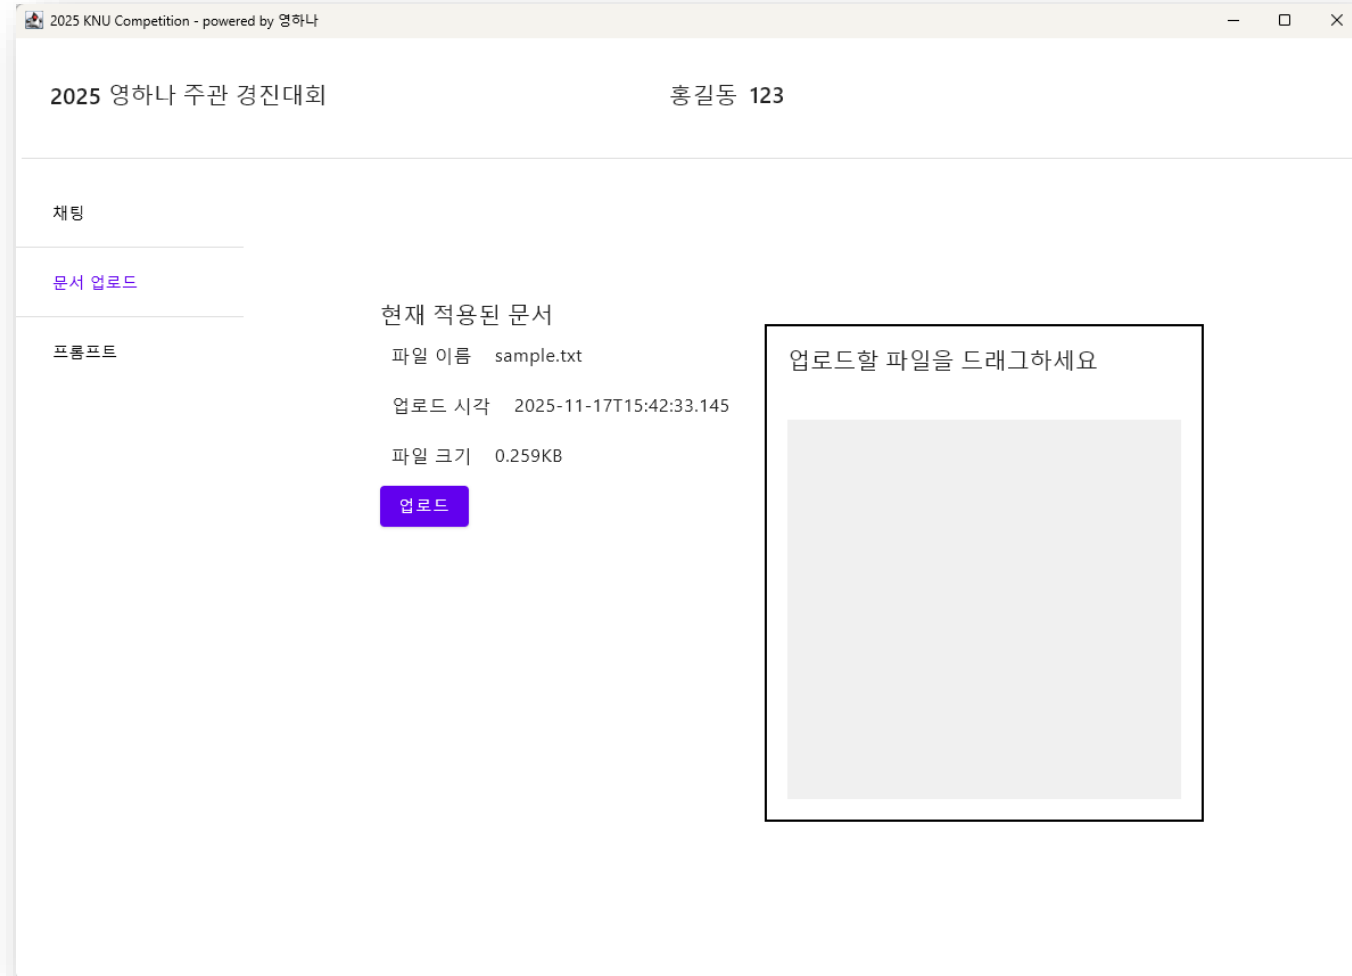 2025 KNU Competition - powered by 영하나
2025 영하나 주관 경진대회
홍길동 123
채팅
문서 업로드
프롬프트
현재 적용된 문서
파일 이름 sample.txt
업로드 시각 2025-11-17T15:42:33.145
파일 크기 0.259KB
업로드
업로드할 파일을 드래그하세요